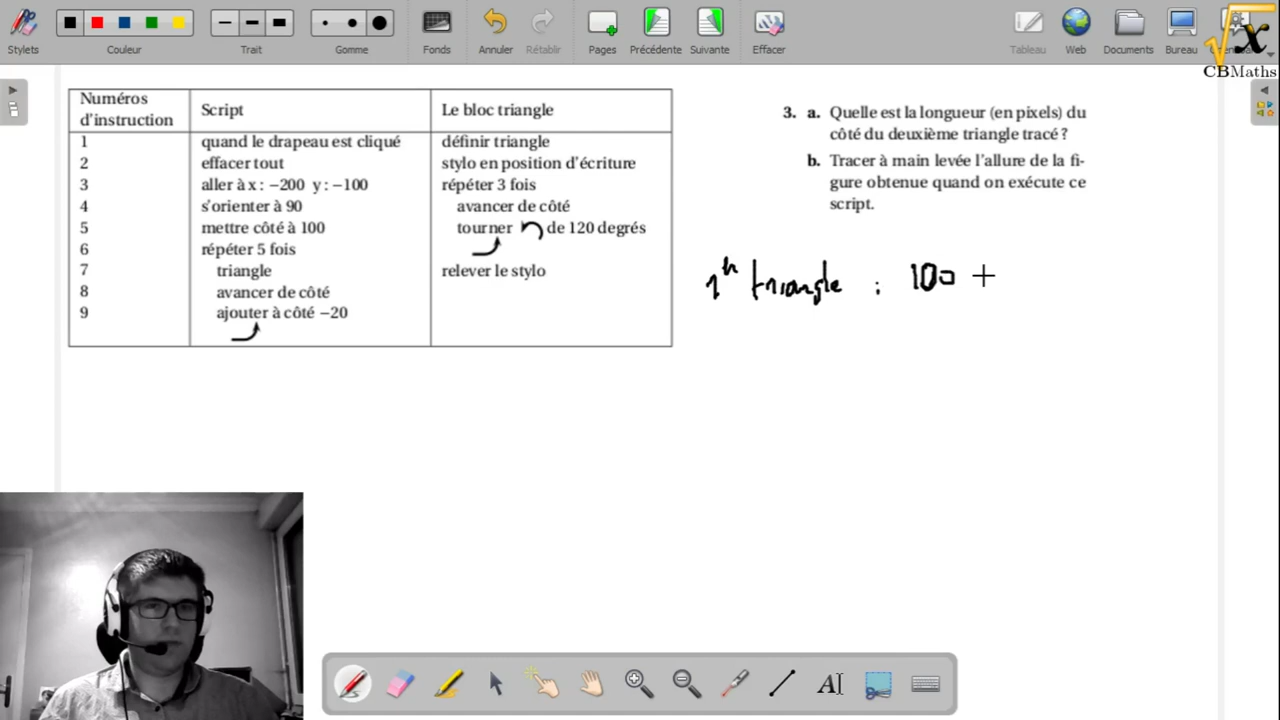 Stylets
Couleur
Trait
Gomme
Fonds
Annuler
Rétablir
Pages
Précédente
Suivante
Effacer
Tableau
Web
Documents
Bureau
CBMaths
Numéros d'instruction
Script
Le bloc triangle
1 quand le drapeau est cliqué définir triangle
2 effacer tout stylo en position d'écriture
3 aller à x : −200 y : −100 répéter 3 fois
4 s'orienter à 90 avancer de côté
5 mettre côté à 100 tourner de 120 degrés
6 répéter 5 fois
7 triangle relever le stylo
8 avancer de côté
9 ajouter à côté −20
3. a. Quelle est la longueur (en pixels) du
côté du deuxième triangle tracé ?
b. Tracer à main levée l'allure de la fi-
gure obtenue quand on exécute ce
script.
triangle : 100 +